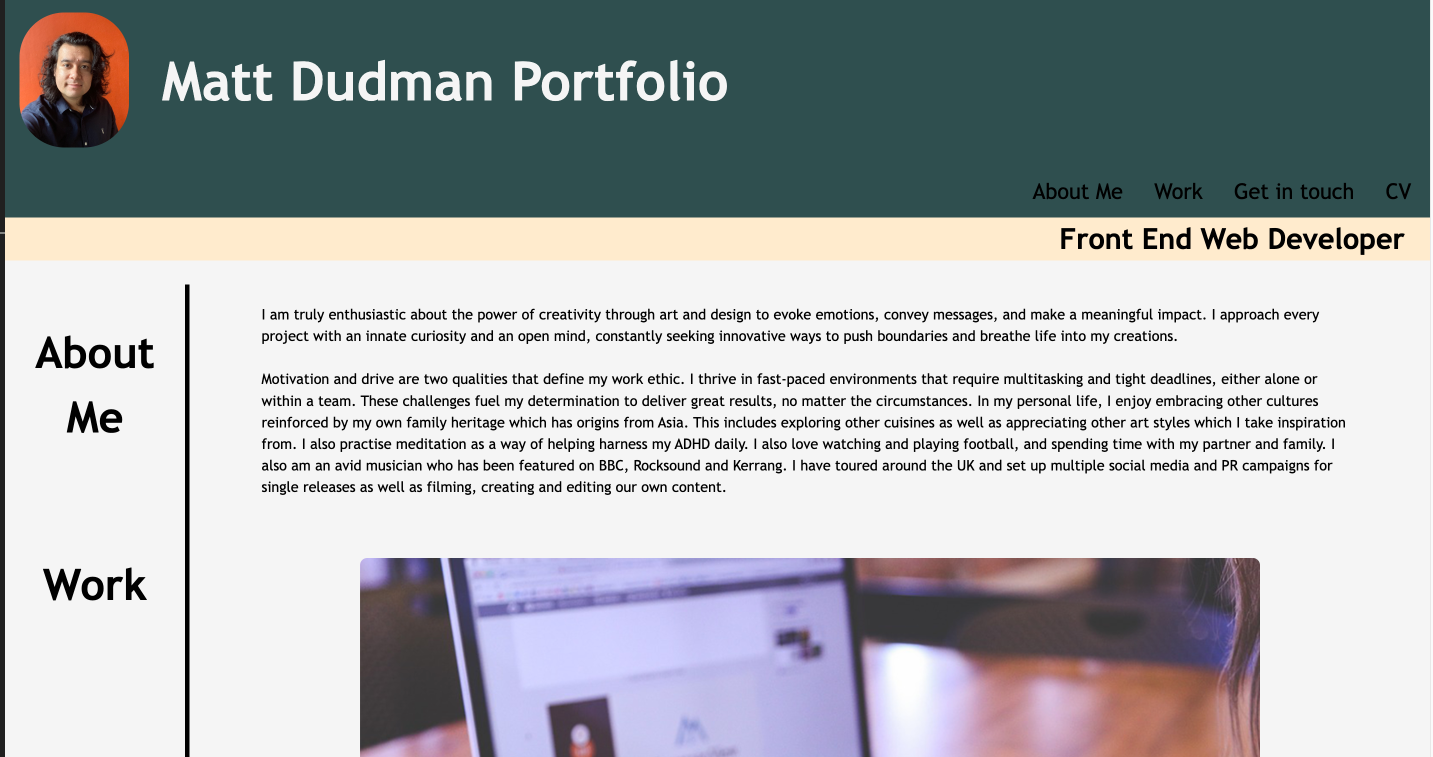 Matt Dudman Portfolio
About Me Work Get in touch CV
Front End Web Developer
About
Me
I am truly enthusiastic about the power of creativity through art and design to evoke emotions, convey messages, and make a meaningful impact. I approach every
project with an innate curiosity and an open mind, constantly seeking innovative ways to push boundaries and breathe life into my creations.
Motivation and drive are two qualities that define my work ethic. I thrive in fast-paced environments that require multitasking and tight deadlines, either alone or
within a team. These challenges fuel my determination to deliver great results, no matter the circumstances. In my personal life, I enjoy embracing other cultures
reinforced by my own family heritage which has origins from Asia. This includes exploring other cuisines as well as appreciating other art styles which I take inspiration
from. I also practise meditation as a way of helping harness my ADHD daily. I also love watching and playing football, and spending time with my partner and family. I
also am an avid musician who has been featured on BBC, Rocksound and Kerrang. I have toured around the UK and set up multiple social media and PR campaigns for
single releases as well as filming, creating and editing our own content.
Work